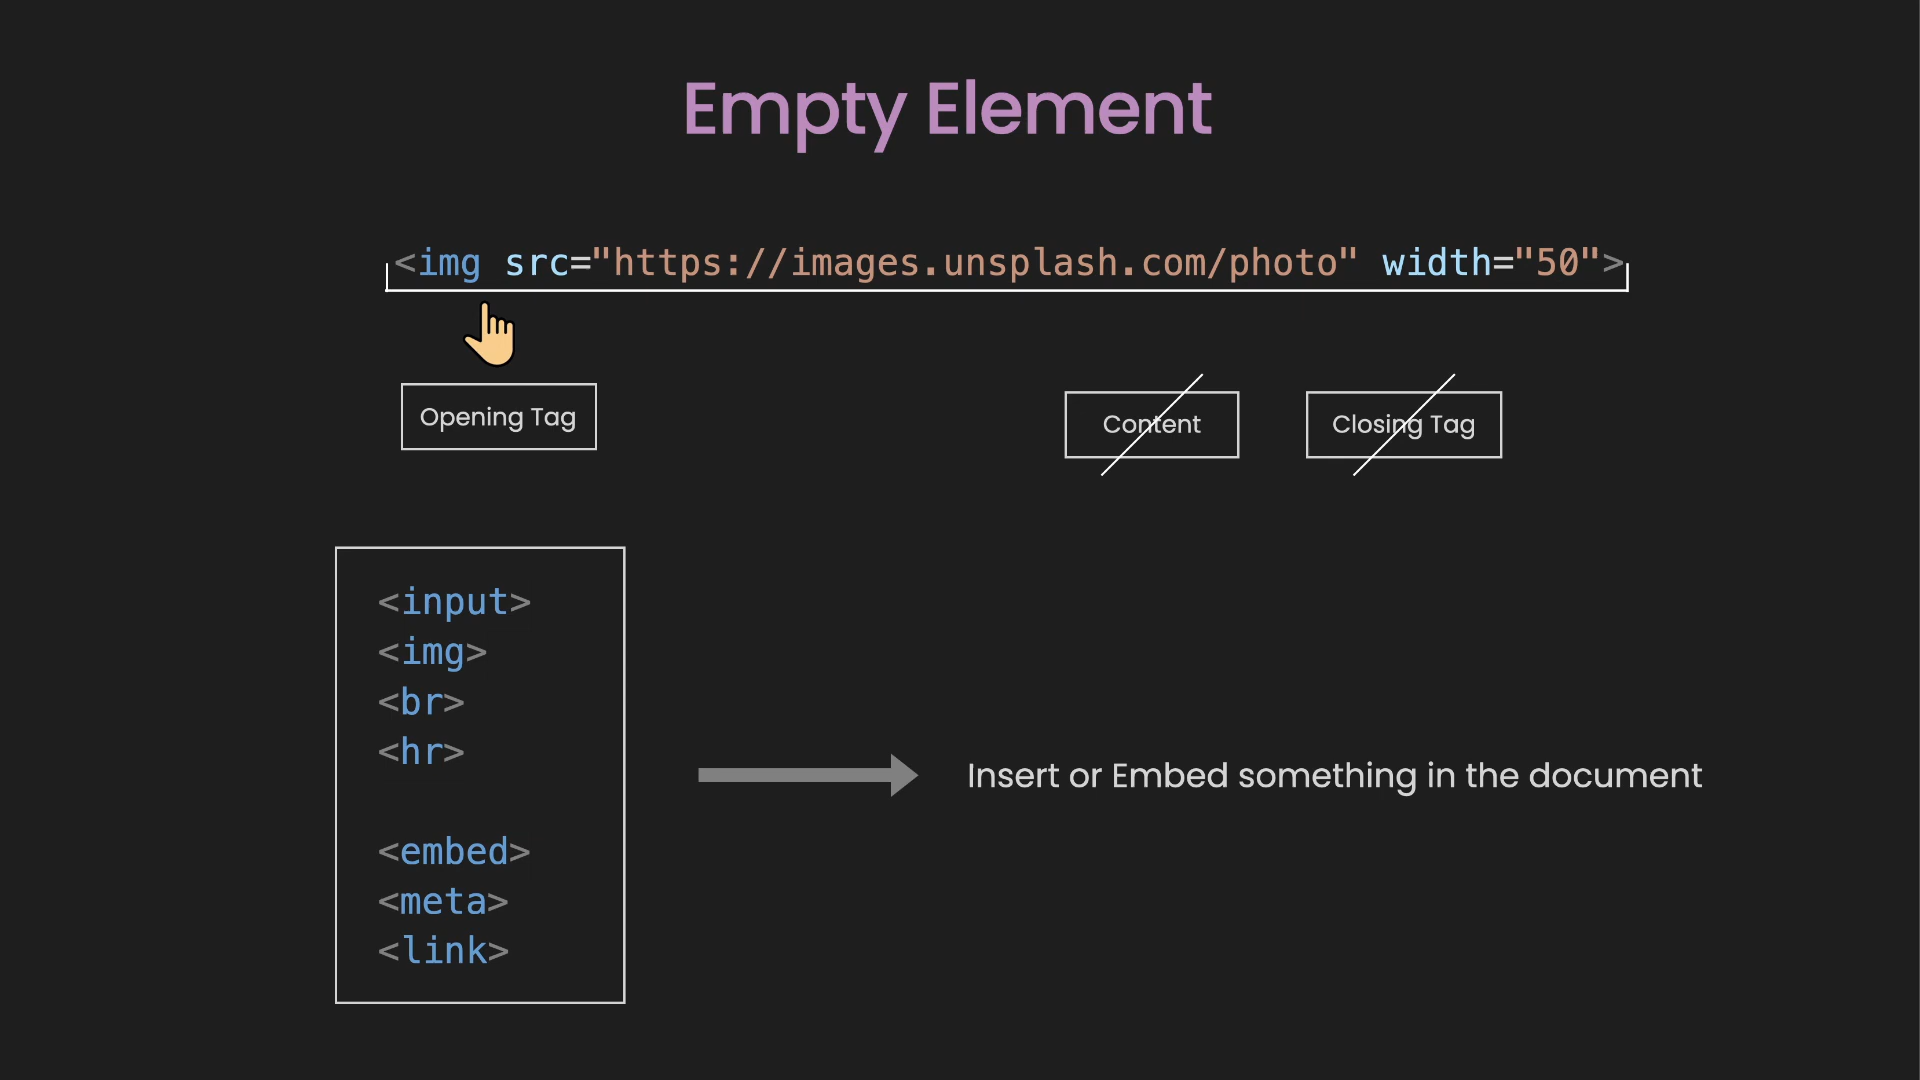 Empty Element
<img src="https://images.unsplash.com/photo" width="50">
Opening Tag
Content
Closing Tag
<input>
<img>
<br>
<hr>
<embed>
<meta>
<link>
Insert or Embed something in the document